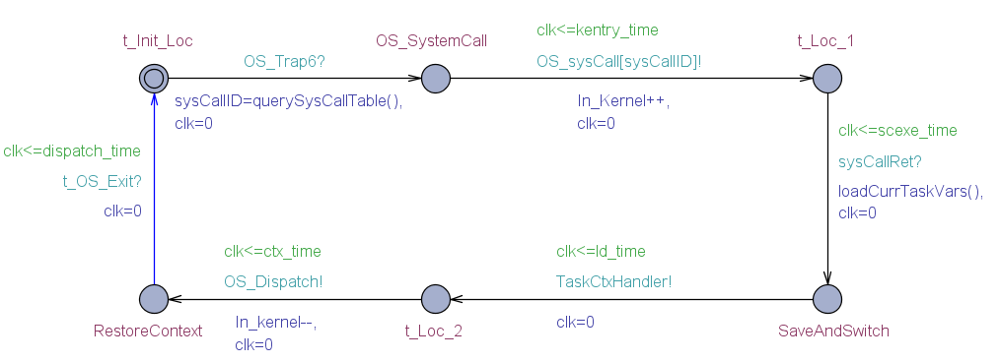 clk<=kentry_time
t_Init_Loc
OS_SystemCall
t_Loc_1
OS_Trap6?
OS_sysCall[sysCallID]!
sysCallID=querySysCallTable(),
clk=0
In_Kernel++,
clk=0
clk<=scexe_time
sysCallRet?
loadCurrTaskVars(),
clk=0
clk<=dispatch_time
t_OS_Exit?
clk=0
clk<=ctx_time
OS_Dispatch!
In_kernel--,
clk=0
clk<=ld_time
TaskCtxHandler!
clk=0
RestoreContext
t_Loc_2
SaveAndSwitch